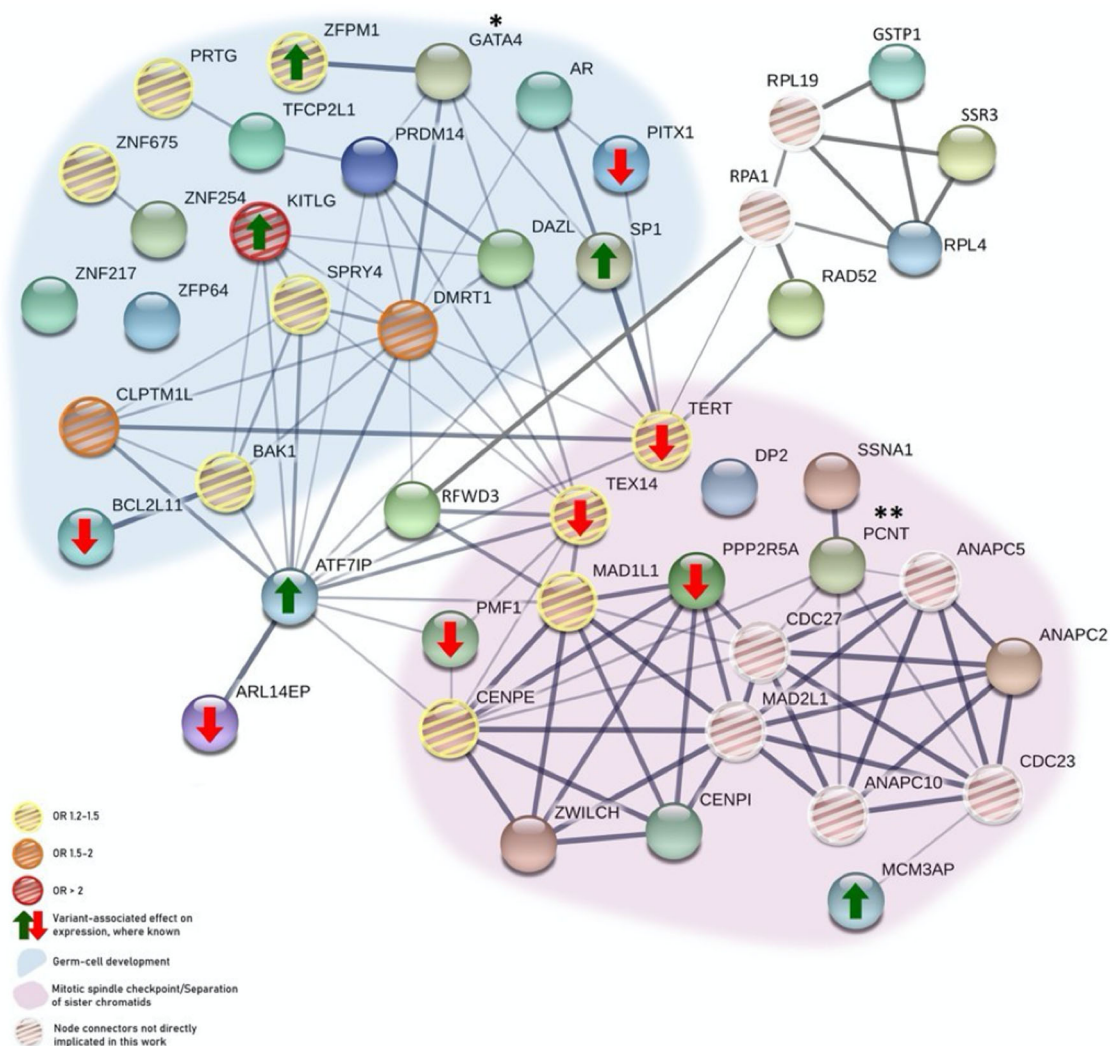 *
ZFPM1
GATA4
PRTG
AR
GSTP1
RPL19
TFCP2L1
PRDM14
PITX1
SSR3
ZNF675
RPA1
ZNF254
KITLG
DAZL
SP1
RPL4
ZNF217
ZFP64
SPRY4
DMRT1
RAD52
CLPTM1L
TERT
BAK1
DP2
SSNA1
BCL2L11
TEX14
RFWD3
**
PCNT
PPP2R5A
ANAPC5
ATF7IP
MAD1L1
PMF1
CDC27
ANAPC2
ARL14EP
CENPE
MAD2L1
CDC23
ANAPC10
ZWILCH
CENPI
MCM3AP
OR 1.2-1.5
OR 1.5-2
OR > 2
Variant-associated effect on
expression, where known
Germ-cell development
Mitotic spindle checkpoint/Separation
of sister chromatids
Node connectors not directly
implicated in this work